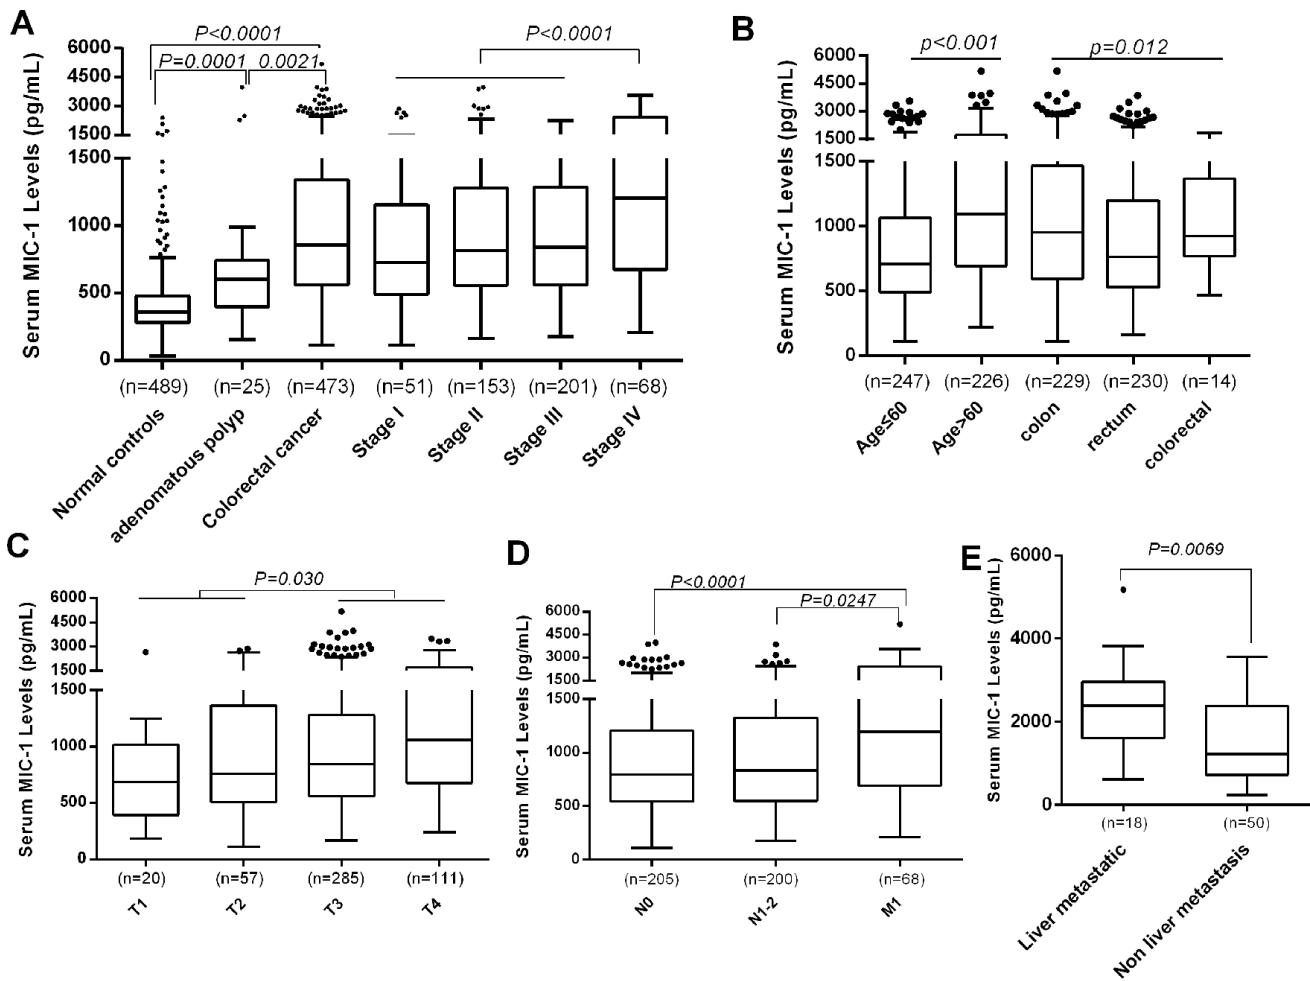 A
P<0.0001
P=0.0001
0.0021
P<0.0001
Serum MIC-1 Levels (pg/mL)
6000
4500
3000
1500
1500
1000
500
0
(n=489)
(n=25)
(n=473)
(n=51)
(n=153)
(n=201)
(n=68)
Normal controls
adenomatous polyp
Colorectal cancer
Stage I
Stage II
Stage III
Stage IV
B
p<0.001
p=0.012
Serum MIC-1 Levels (pg/mL)
6000
4500
3000
1500
1500
1000
500
0
(n=247)
(n=226)
(n=229)
(n=230)
(n=14)
Age≤60
Age>60
colon
rectum
colorectal
C
P=0.030
Serum MIC-1 Levels (pg/mL)
6000
4500
3000
1500
1500
1000
500
0
(n=20)
(n=57)
(n=285)
(n=111)
T1
T2
T3
T4
D
P<0.0001
P=0.0247
Serum MIC-1 Levels (pg/mL)
6000
4500
3000
1500
1500
1000
500
0
(n=205)
(n=200)
(n=68)
N0
N1-2
M1
E
P=0.0069
Serum MIC-1 Levels (pg/mL)
6000
4000
2000
0
(n=18)
(n=50)
Liver metastatic
Non liver metastasis